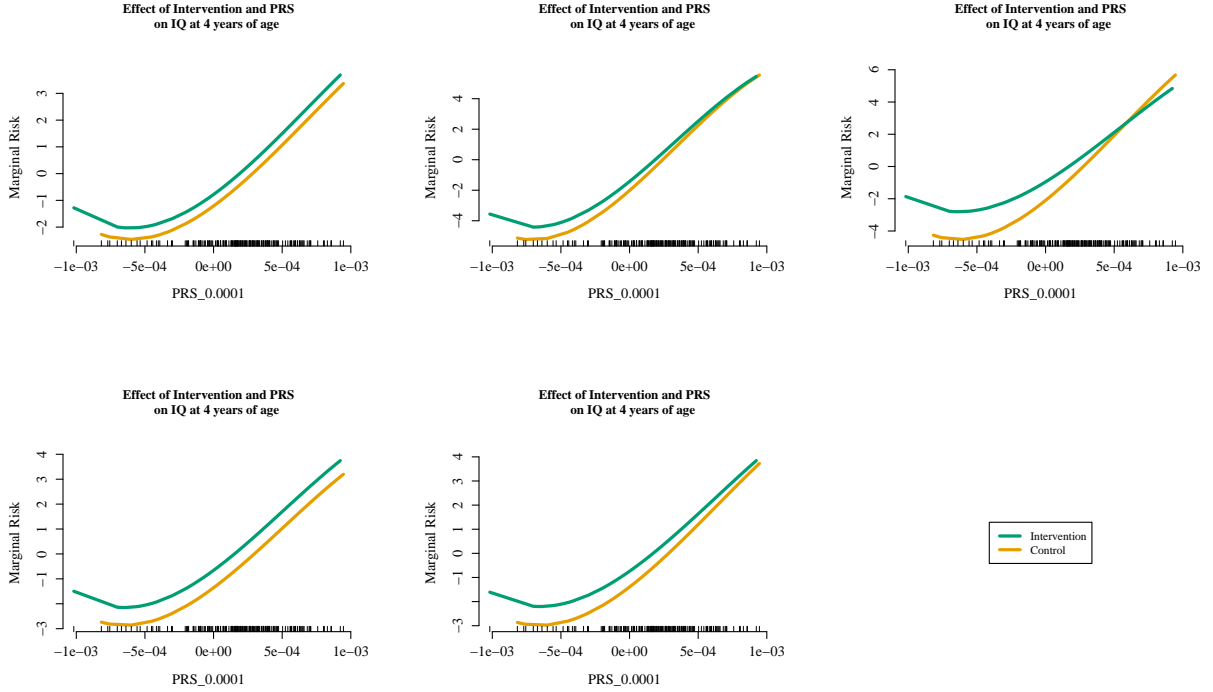 Effect of Intervention and PRS
on IQ at 4 years of age
Marginal Risk
3
2
1
0
−1
−2
−1e−03
−5e−04
0e+00
5e−04
1e−03
PRS_0.0001
Effect of Intervention and PRS
on IQ at 4 years of age
Marginal Risk
4
2
0
−2
−4
−1e−03
−5e−04
0e+00
5e−04
1e−03
PRS_0.0001
Effect of Intervention and PRS
on IQ at 4 years of age
Marginal Risk
6
4
2
0
−2
−4
−1e−03
−5e−04
0e+00
5e−04
1e−03
PRS_0.0001
Effect of Intervention and PRS
on IQ at 4 years of age
Marginal Risk
4
3
2
1
0
−1
−3
−1e−03
−5e−04
0e+00
5e−04
1e−03
PRS_0.0001
Effect of Intervention and PRS
on IQ at 4 years of age
Marginal Risk
4
3
2
1
0
−1
−3
−1e−03
−5e−04
0e+00
5e−04
1e−03
PRS_0.0001
Intervention
Control